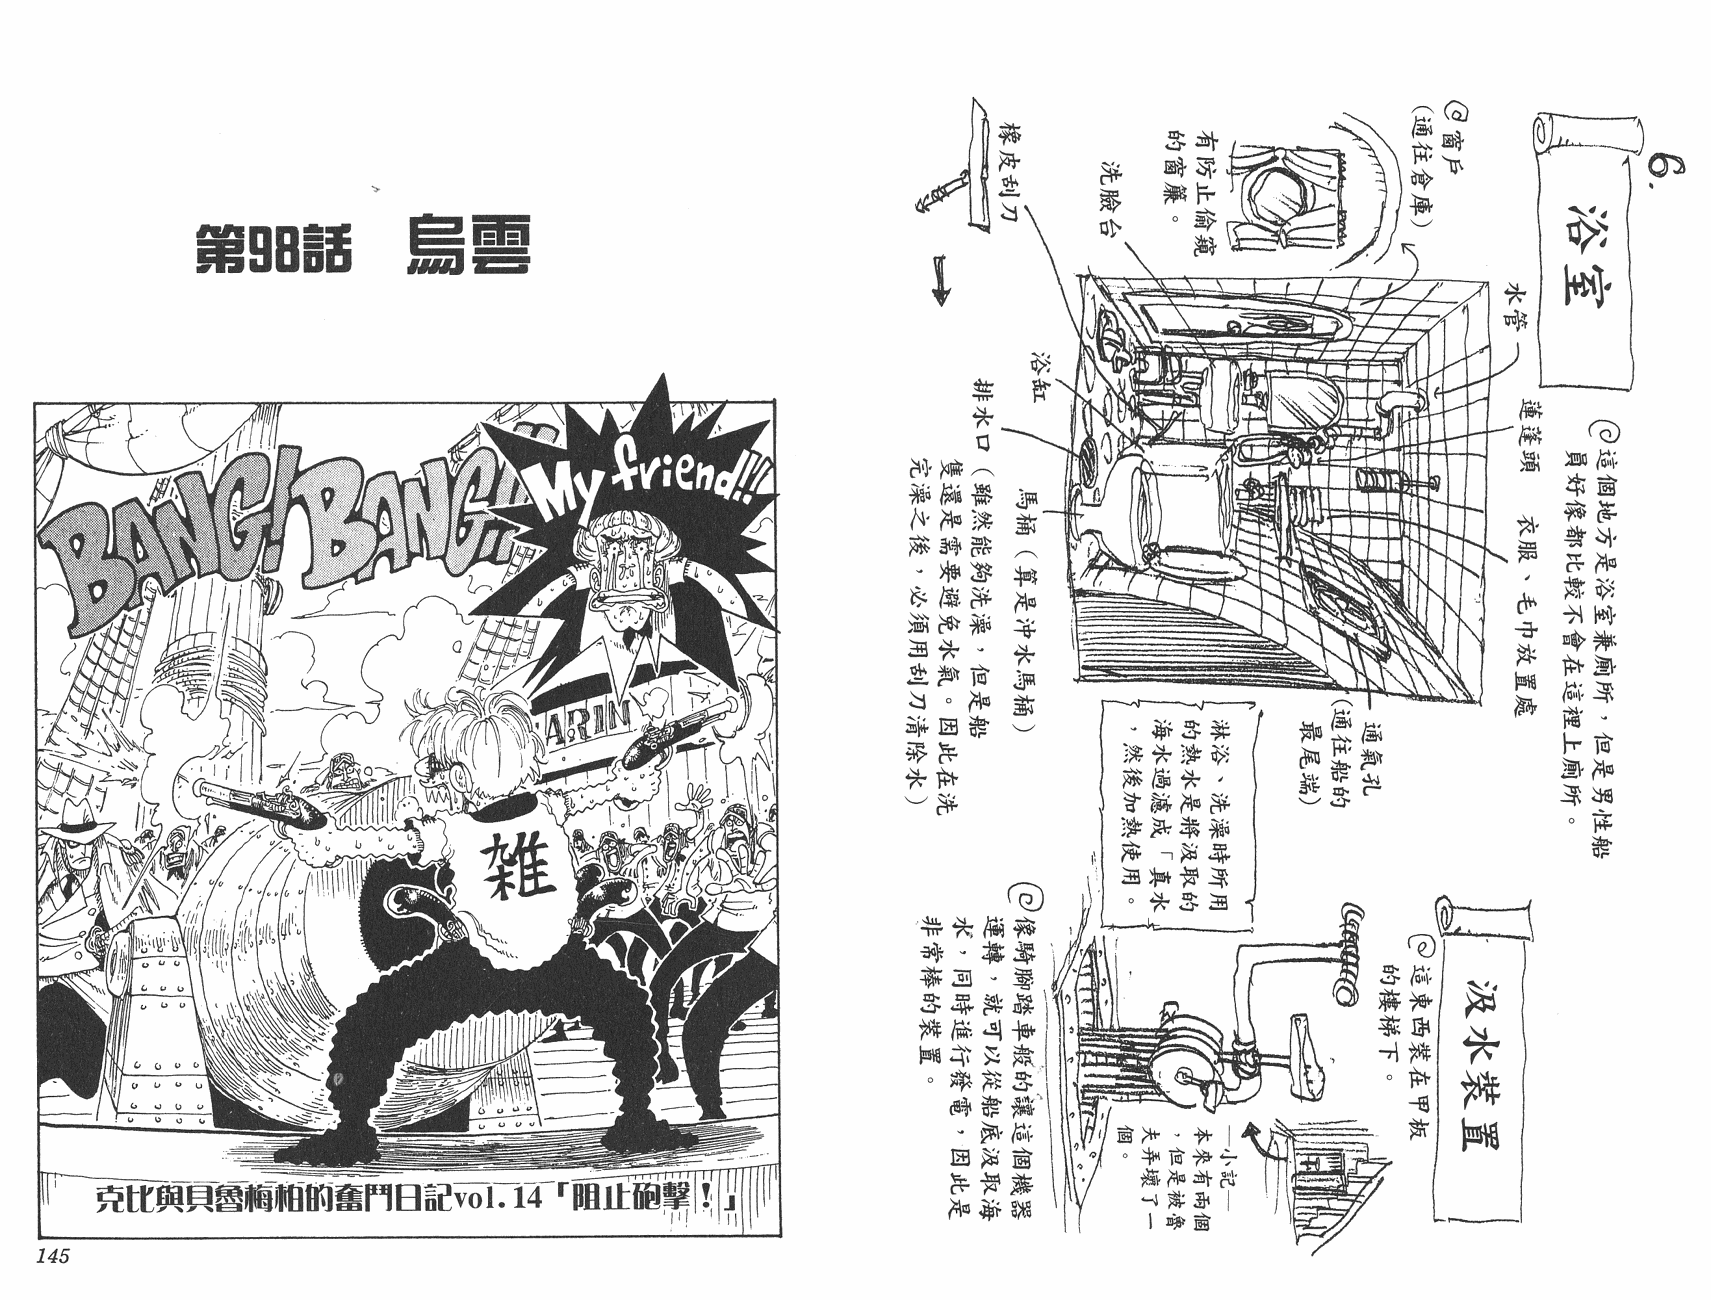 6.
浴室
這個地方是浴室兼廁所，但是男性船
員好像都比較不會在這裡上廁所。
窗戶
(通往倉庫)
有防止偷窺
的窗簾。
洗臉台
橡皮刮刀
水管
蓮蓬頭
衣服、毛巾放置處
浴缸
馬桶(算是沖水馬桶)
排水口(雖然能夠洗澡，但是船
隻還是需要避免水氣。因此在洗
完澡之後，必須用刮刀清除水)
通氣孔
(通往船的
最尾端)
淋浴、洗澡時所用
的熱水是將汲取的
海水過濾成「真水
，然後加熱使用。
汲水裝置
這東西裝在甲板
的樓梯下。
像騎腳踏車般的讓這個機器
運轉，就可以從船底汲取海
水，同時進行發電，因此是
非常棒的裝置。
—小記—
本來有兩個
，但是被魯
夫弄壞了一
個。
第98話 烏雲
BANG! BANG!!
My friend!!!
ARIN
雑
克比與貝魯梅柏的奮鬥日記vol.14「阻止砲擊！」
145